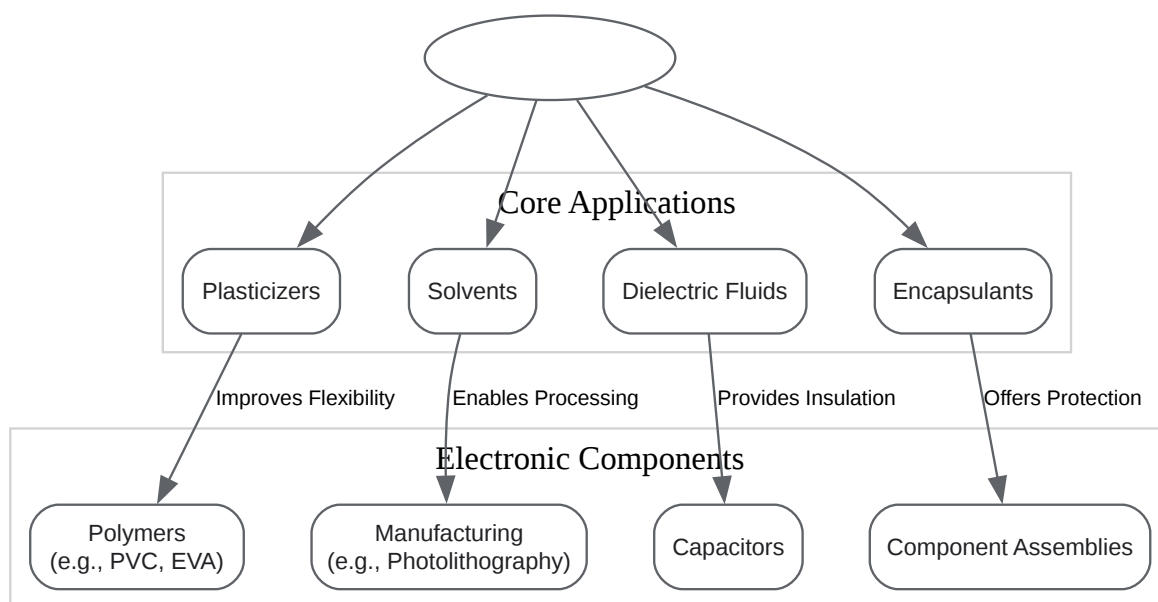 Core Applications
Plasticizers
Solvents
Dielectric Fluids
Encapsulants
Improves Flexibility
Enables Processing
Provides Insulation
Offers Protection
Electronic Components
Polymers
(e.g., PVC, EVA)
Manufacturing
(e.g., Photolithography)
Capacitors
Component Assemblies